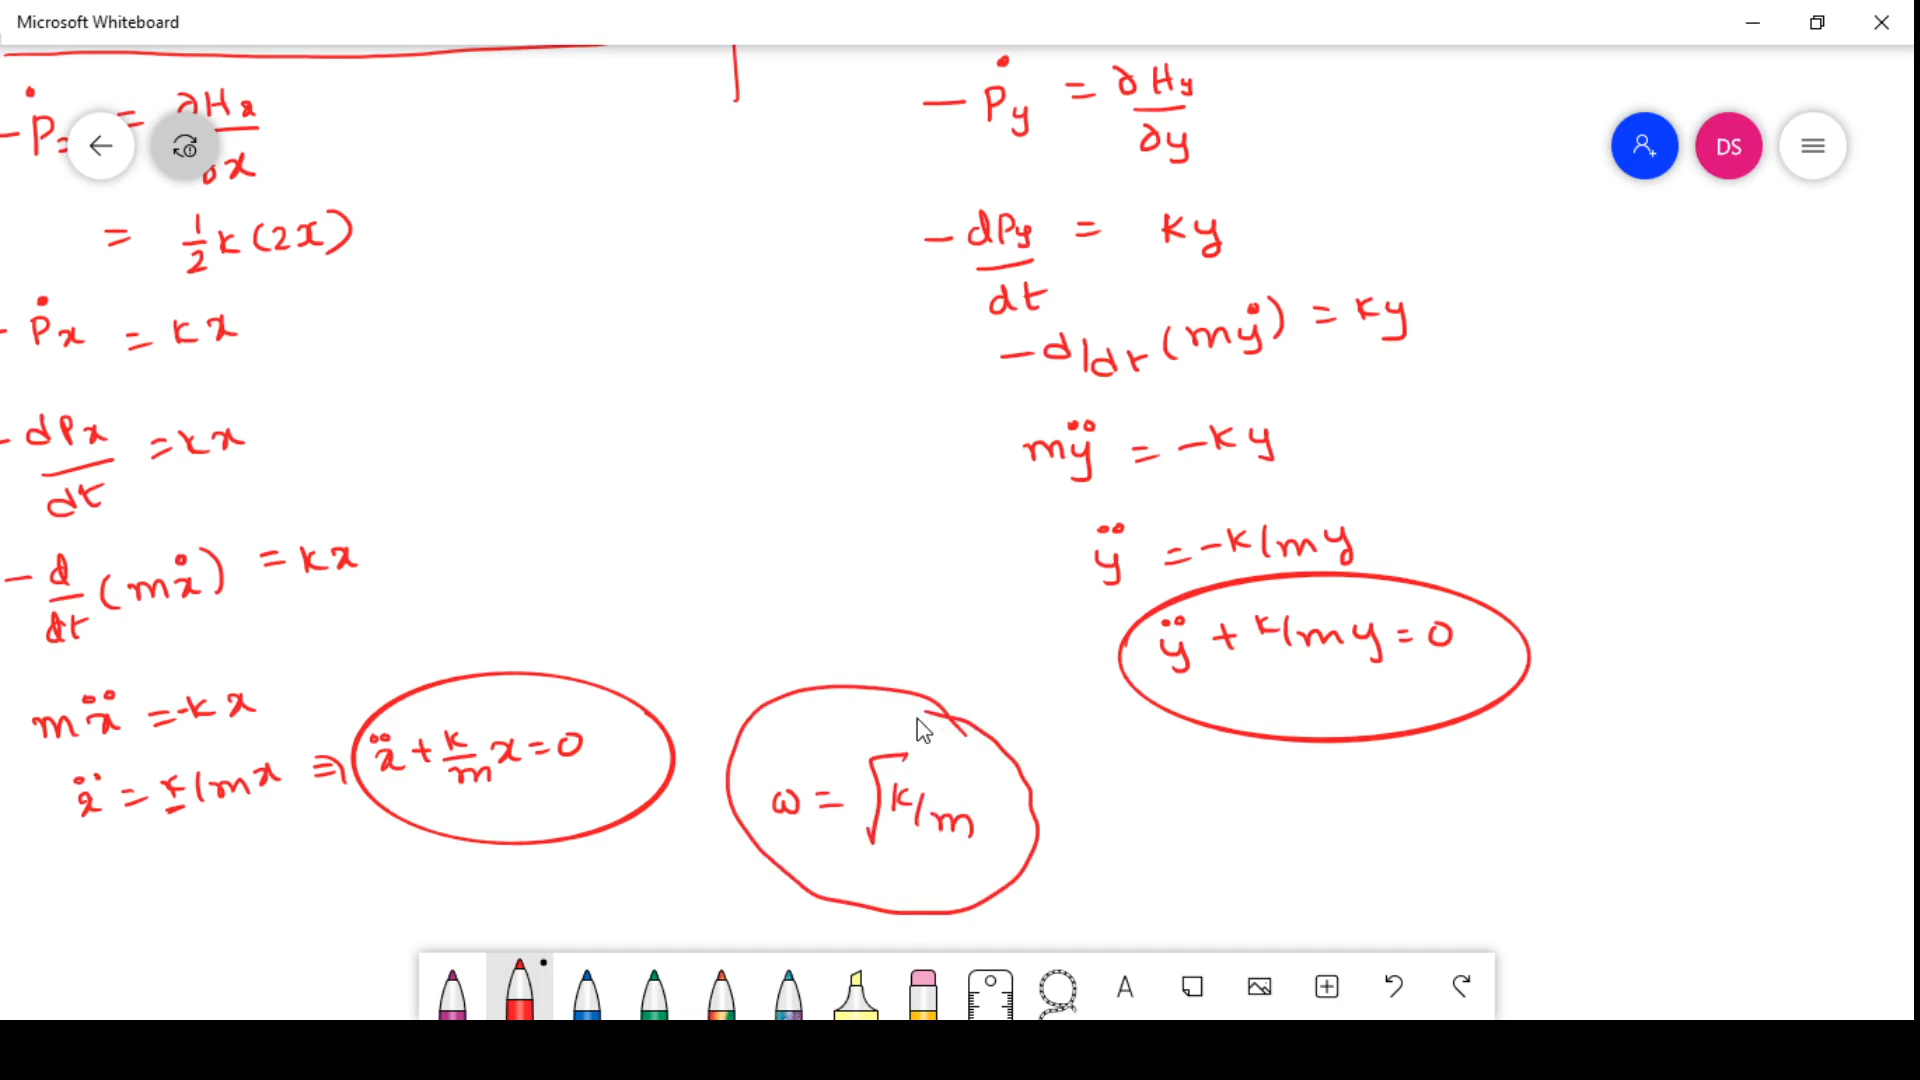 Microsoft Whiteboard
-Ṗx = ∂Hx/∂x
= 1/2 k(2x)
- Ṗx = kx
- dPx/dt = kx
- d/dt (mẋ) = kx
mẍ = -kx
ẍ = k/m x ⇒ ẍ + k/m x = 0
ω = √k/m
- Ṗy = ∂Hy/∂y
- dPy/dt = ky
- d/dt (mẏ) = ky
mÿ = -ky
ÿ = -k/m y
ÿ + k/m y = 0
DS
A